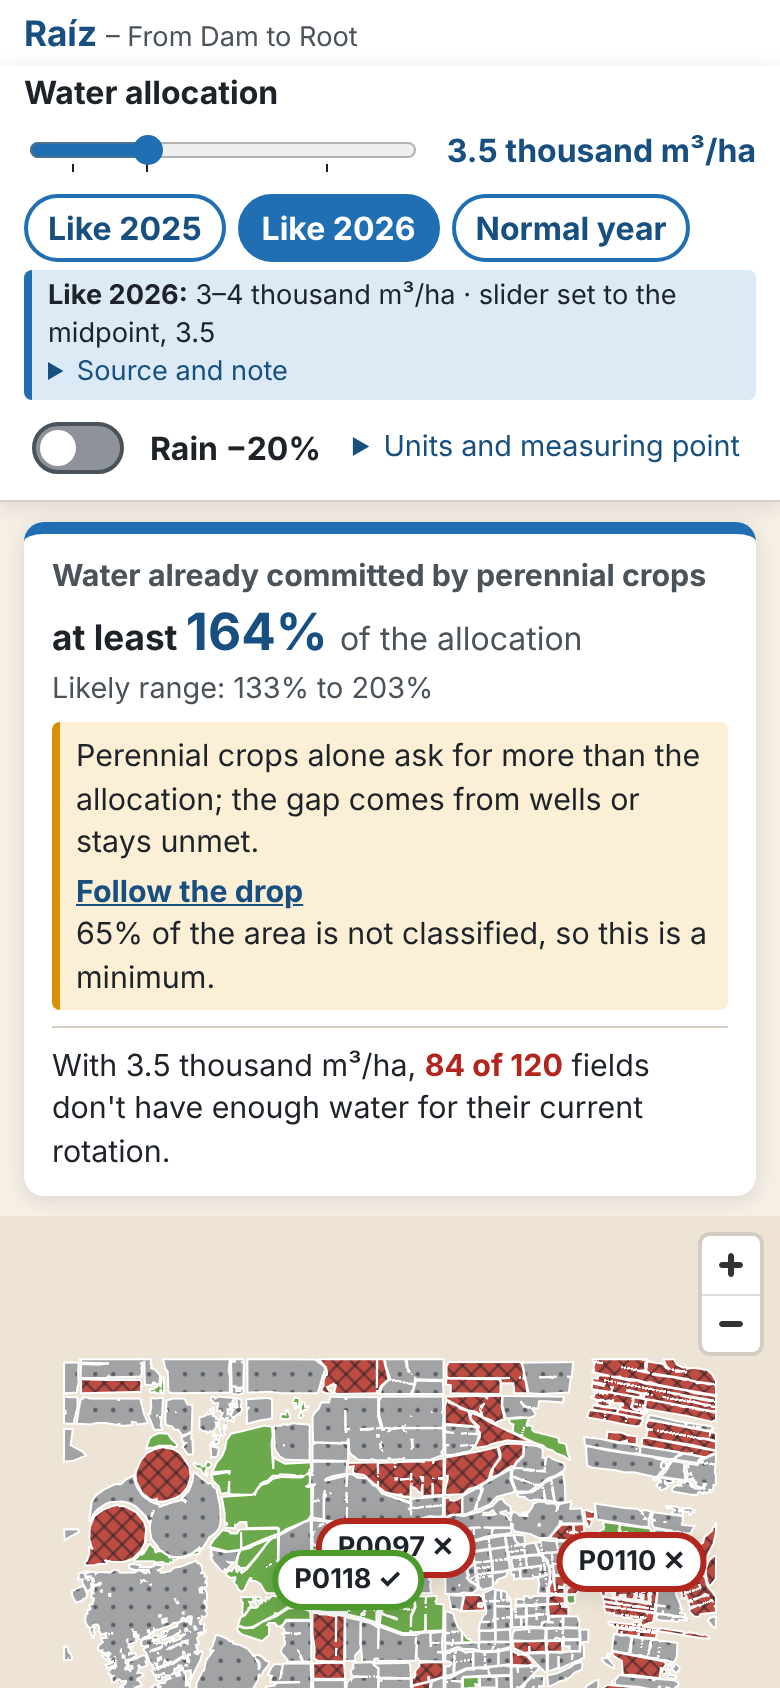 Raíz – From Dam to Root
Water allocation
3.5 thousand m³/ha
Like 2025
Like 2026
Normal year
Like 2026: 3–4 thousand m³/ha · slider set to the
midpoint, 3.5
▶ Source and note
Rain −20%
▶ Units and measuring point
Water already committed by perennial crops
at least 164% of the allocation
Likely range: 133% to 203%
Perennial crops alone ask for more than the
allocation; the gap comes from wells or
stays unmet.
Follow the drop
65% of the area is not classified, so this is a
minimum.
With 3.5 thousand m³/ha, 84 of 120 fields
don't have enough water for their current
rotation.
+
−
P0097 ✕
P0118 ✓
P0110 ✕